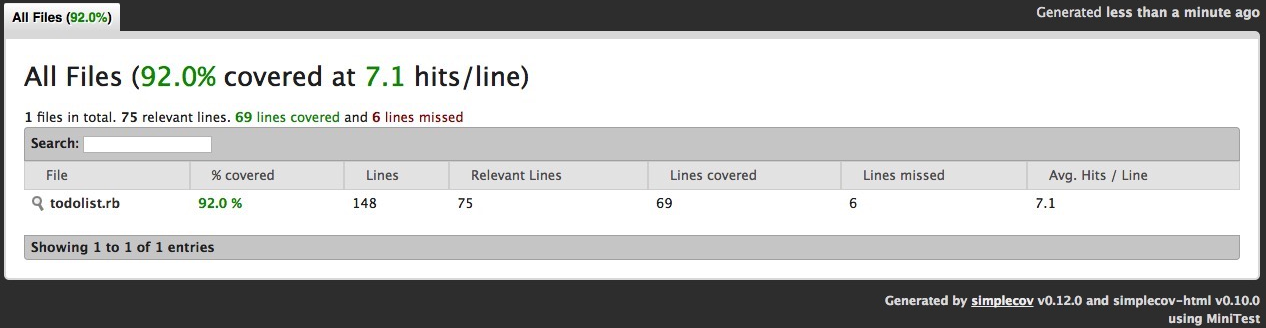 All Files (92.0%)
Generated less than a minute ago
All Files (92.0% covered at 7.1 hits/line)
1 files in total. 75 relevant lines. 69 lines covered and 6 lines missed
Search:
File % covered Lines Relevant Lines Lines covered Lines missed Avg. Hits / Line
todolist.rb 92.0 % 148 75 69 6 7.1
Showing 1 to 1 of 1 entries
Generated by simplecov v0.12.0 and simplecov-html v0.10.0
using MiniTest